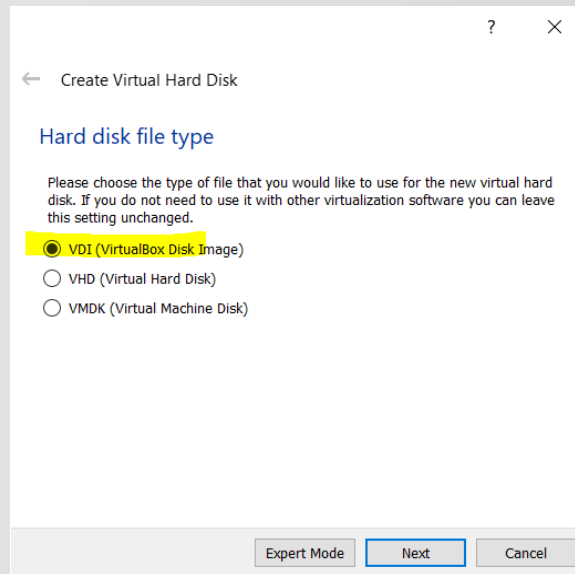 ?
Create Virtual Hard Disk
Hard disk file type
Please choose the type of file that you would like to use for the new virtual hard
disk. If you do not need to use it with other virtualization software you can leave
this setting unchanged.
VDI (VirtualBox Disk Image)
VHD (Virtual Hard Disk)
VMDK (Virtual Machine Disk)
Expert Mode Next Cancel